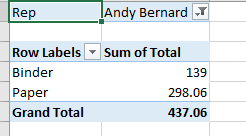 Rep Andy Bernard
Row Labels Sum of Total
Binder 139
Paper 298.06
Grand Total 437.06